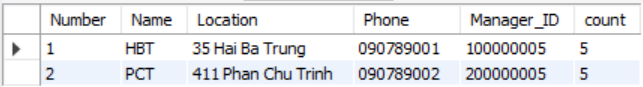 Number Name Location Phone Manager_ID count
1 HBT 35 Hai Ba Trung 090789001 100000005 5
2 PCT 411 Phan Chu Trinh 090789002 200000005 5